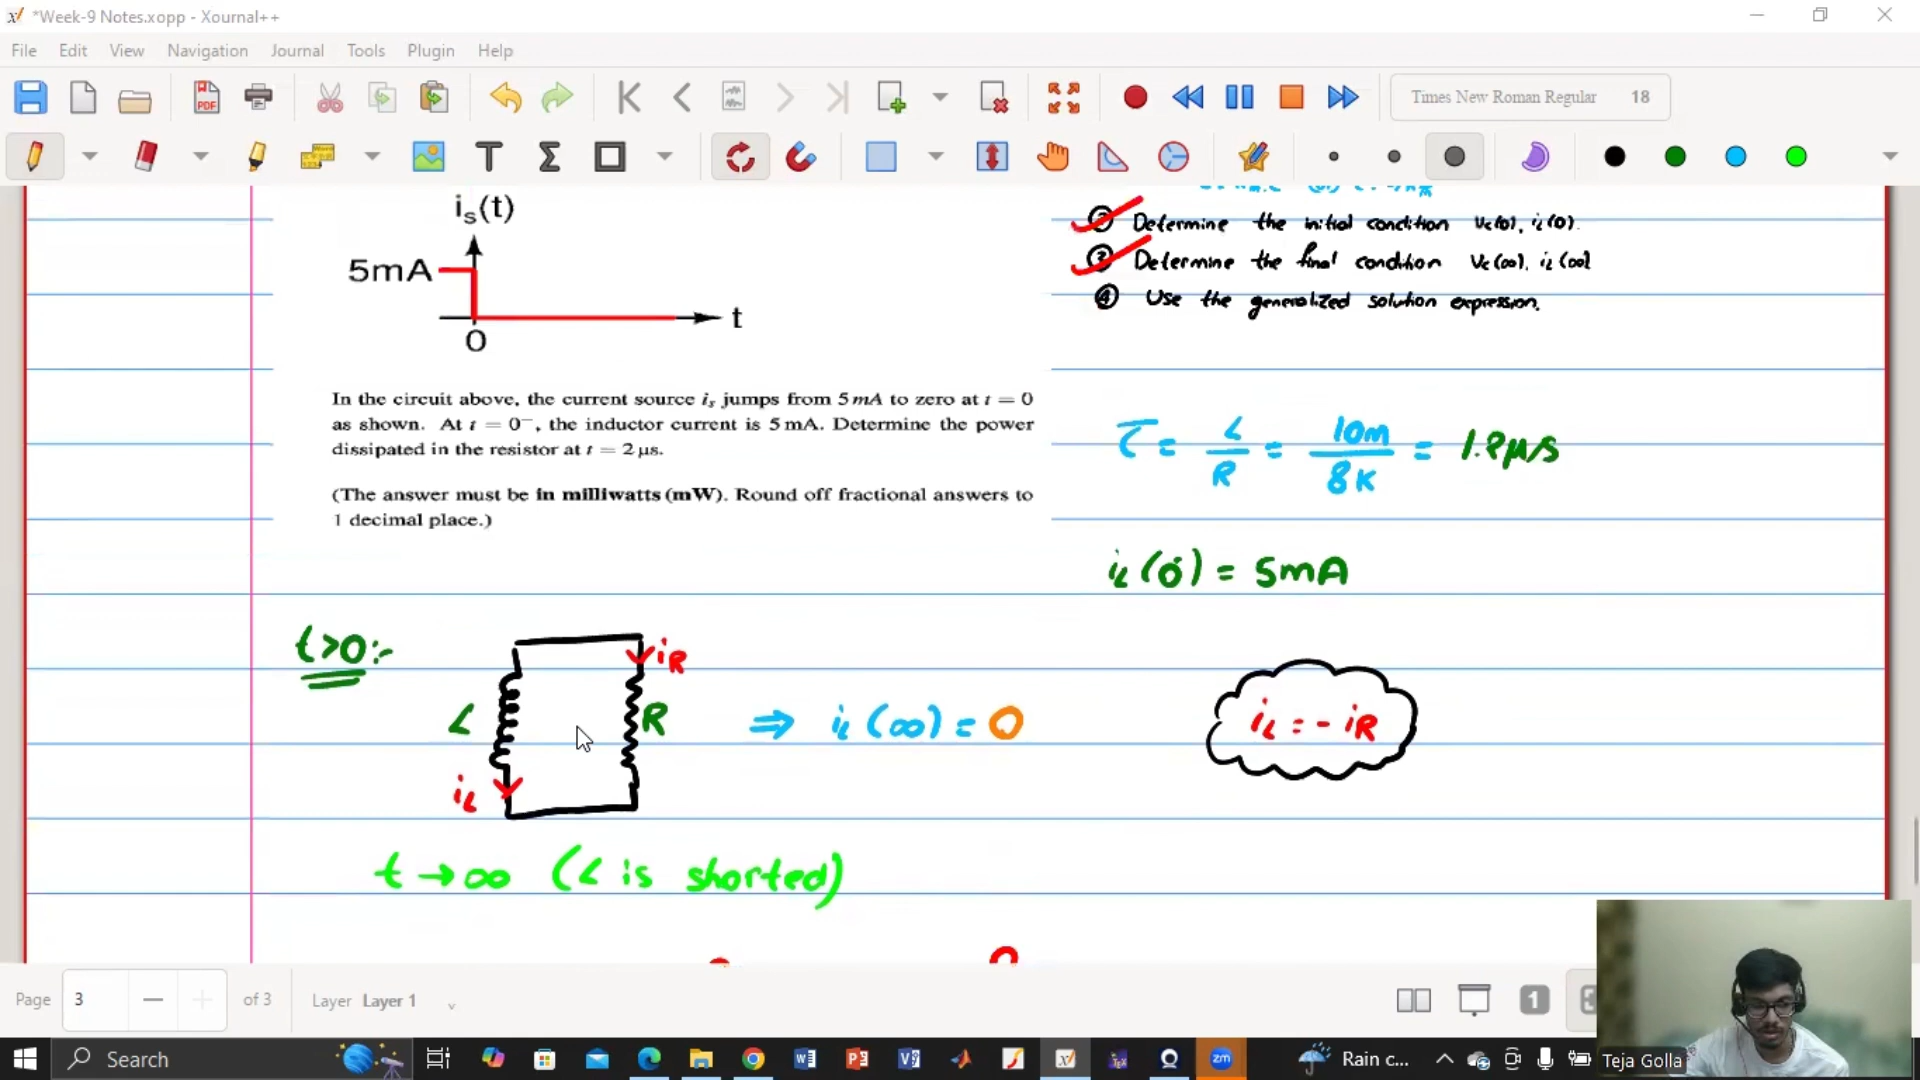 *Week-9 Notes.xopp - Xournal++
File Edit View Navigation Journal Tools Plugin Help
Times New Roman Regular 18
i_s(t)
5mA
t
0
In the circuit above, the current source i_s jumps from 5 mA to zero at t = 0
as shown. At t = 0⁻, the inductor current is 5 mA. Determine the power
dissipated in the resistor at t = 2 μs.
(The answer must be in milliwatts (mW). Round off fractional answers to
1 decimal place.)
② Determine the initial condition Vc(0), iL(0).
③ Determine the final condition Vc(∞), iL(∞)
④ Use the generalized solution expression.
τ = L/R = 10m/8K = 1.2μs
iL(0⁻) = 5mA
t>0:-
iR
L
R
iL
⇒ iL(∞) = 0
iL = -iR
t → ∞ (L is shorted)
Page 3 of 3 Layer Layer 1
1
Search
Rain c...
Teja Golla